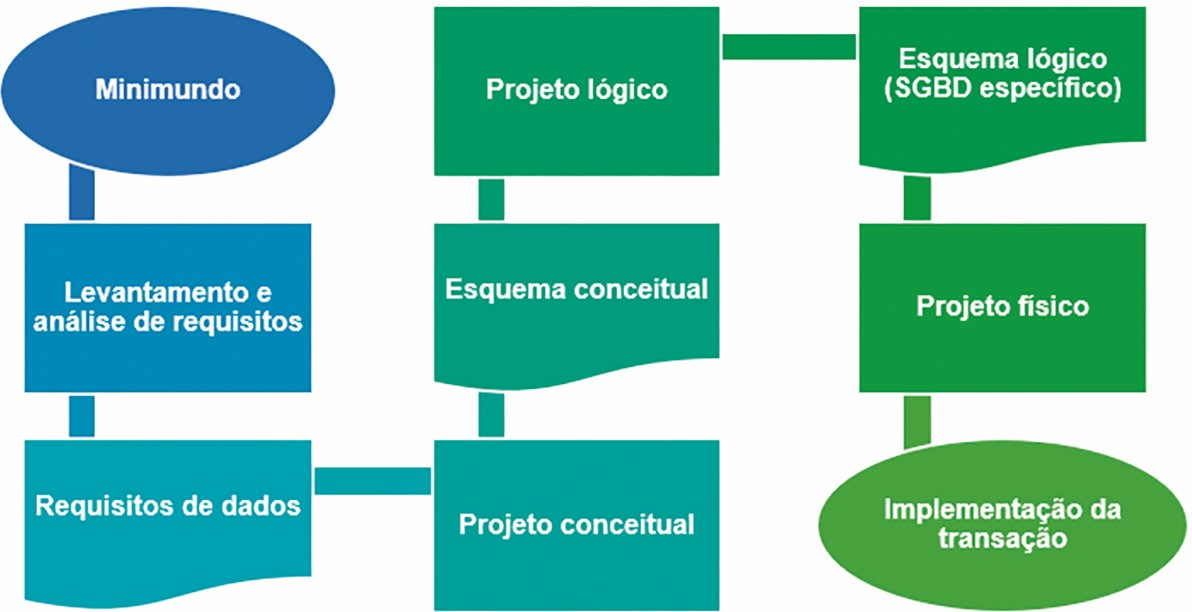 Minimundo
Levantamento e
análise de requisitos
Requisitos de dados
Projeto conceitual
Esquema conceitual
Projeto lógico
Esquema lógico
(SGBD específico)
Projeto físico
Implementação da
transação